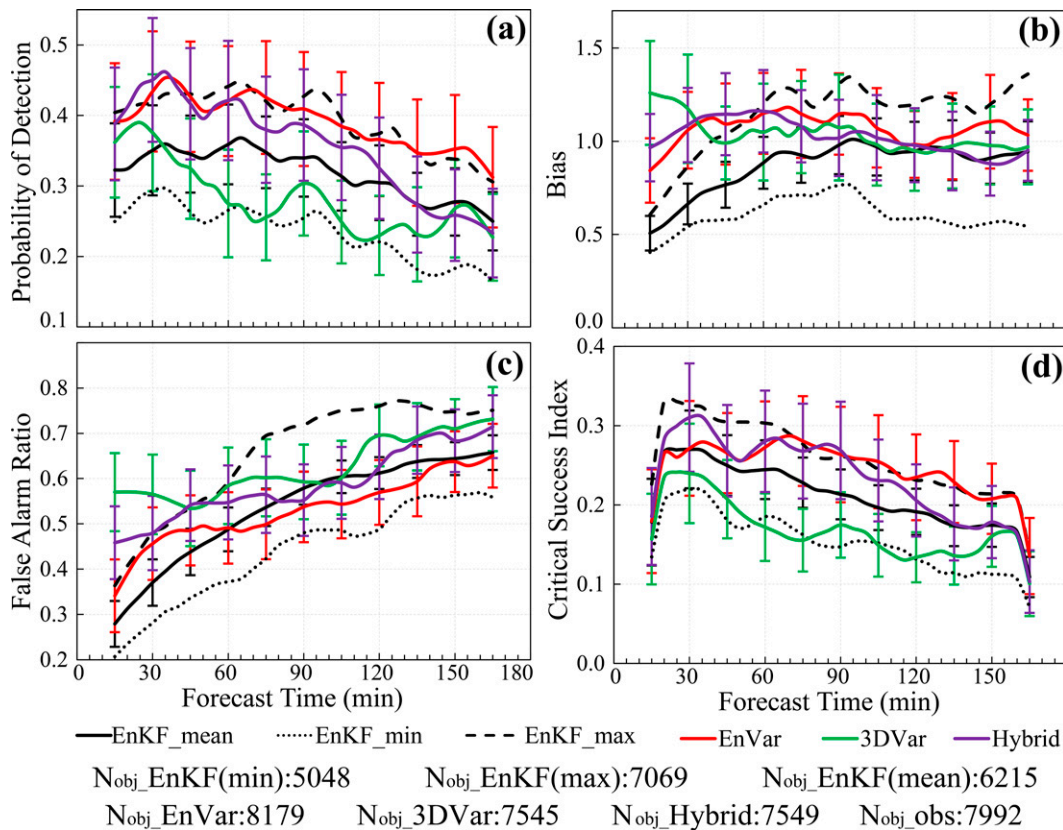 (a)
Probability of Detection
0.5
0.4
0.3
0.2
0.1
(b)
Bias
1.5
1.0
0.5
0.0
(c)
False Alarm Ratio
0.8
0.7
0.6
0.5
0.4
0.3
0.2
0 30 60 90 120 150 180
Forecast Time (min)
(d)
Critical Success Index
0.4
0.3
0.2
0.1
0.0
0 30 60 90 120 150
Forecast Time (min)
EnKF_mean EnKF_min EnKF_max EnVar 3DVar Hybrid
Nobj_EnKF(min):5048 Nobj_EnKF(max):7069 Nobj_EnKF(mean):6215
Nobj_EnVar:8179 Nobj_3DVar:7545 Nobj_Hybrid:7549 Nobj_obs:7992